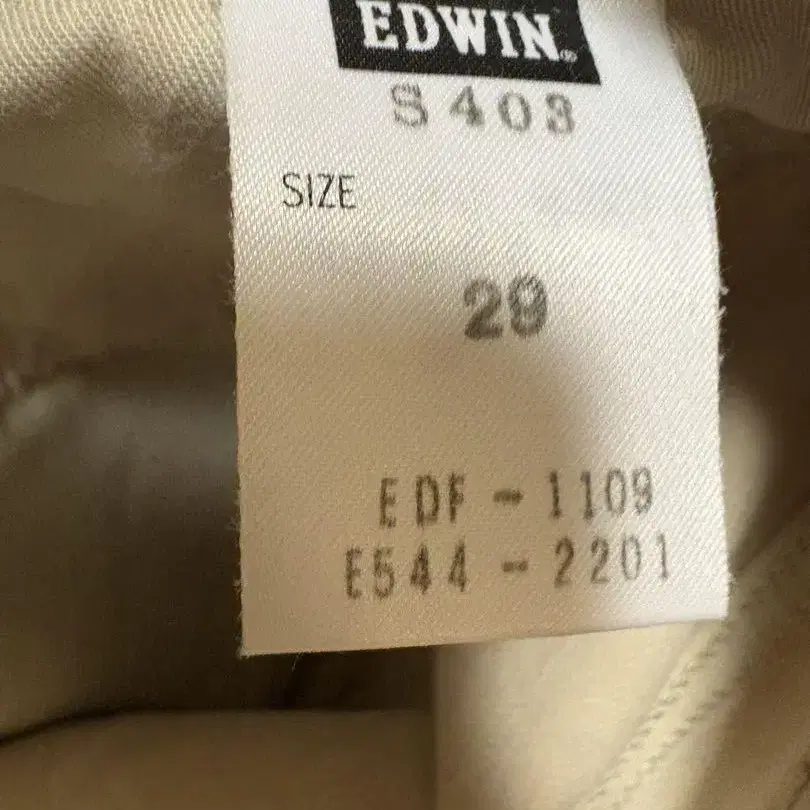 EDWIN®
S403
SIZE
29
EDF-1109
E544-2201